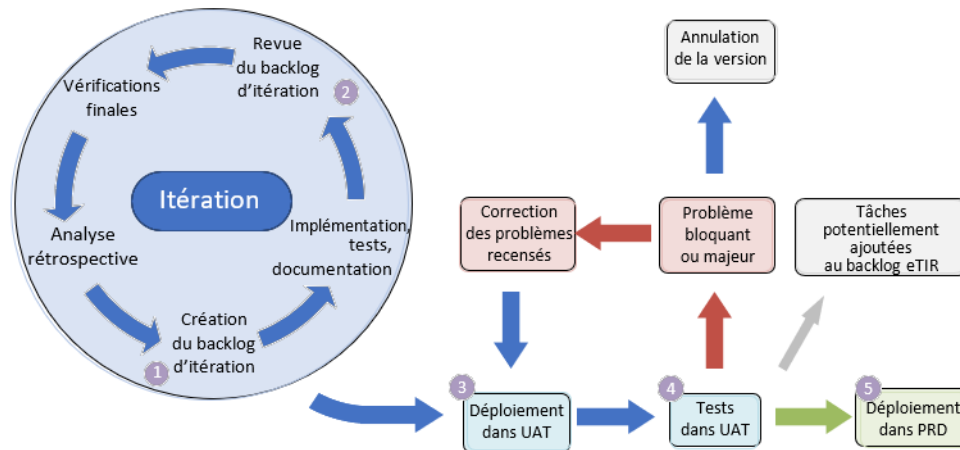 Revue
du backlog
d'itération
2
Vérifications
finales
Itération
Implémentation,
tests,
documentation
Analyse
rétrospective
Création
du backlog
d'itération
1
Annulation
de la version
Correction
des problèmes
recensés
Problème
bloquant
ou majeur
Tâches
potentiellement
ajoutées
au backlog eTIR
3
Déploiement
dans UAT
4
Tests
dans UAT
5
Déploiement
dans PRD